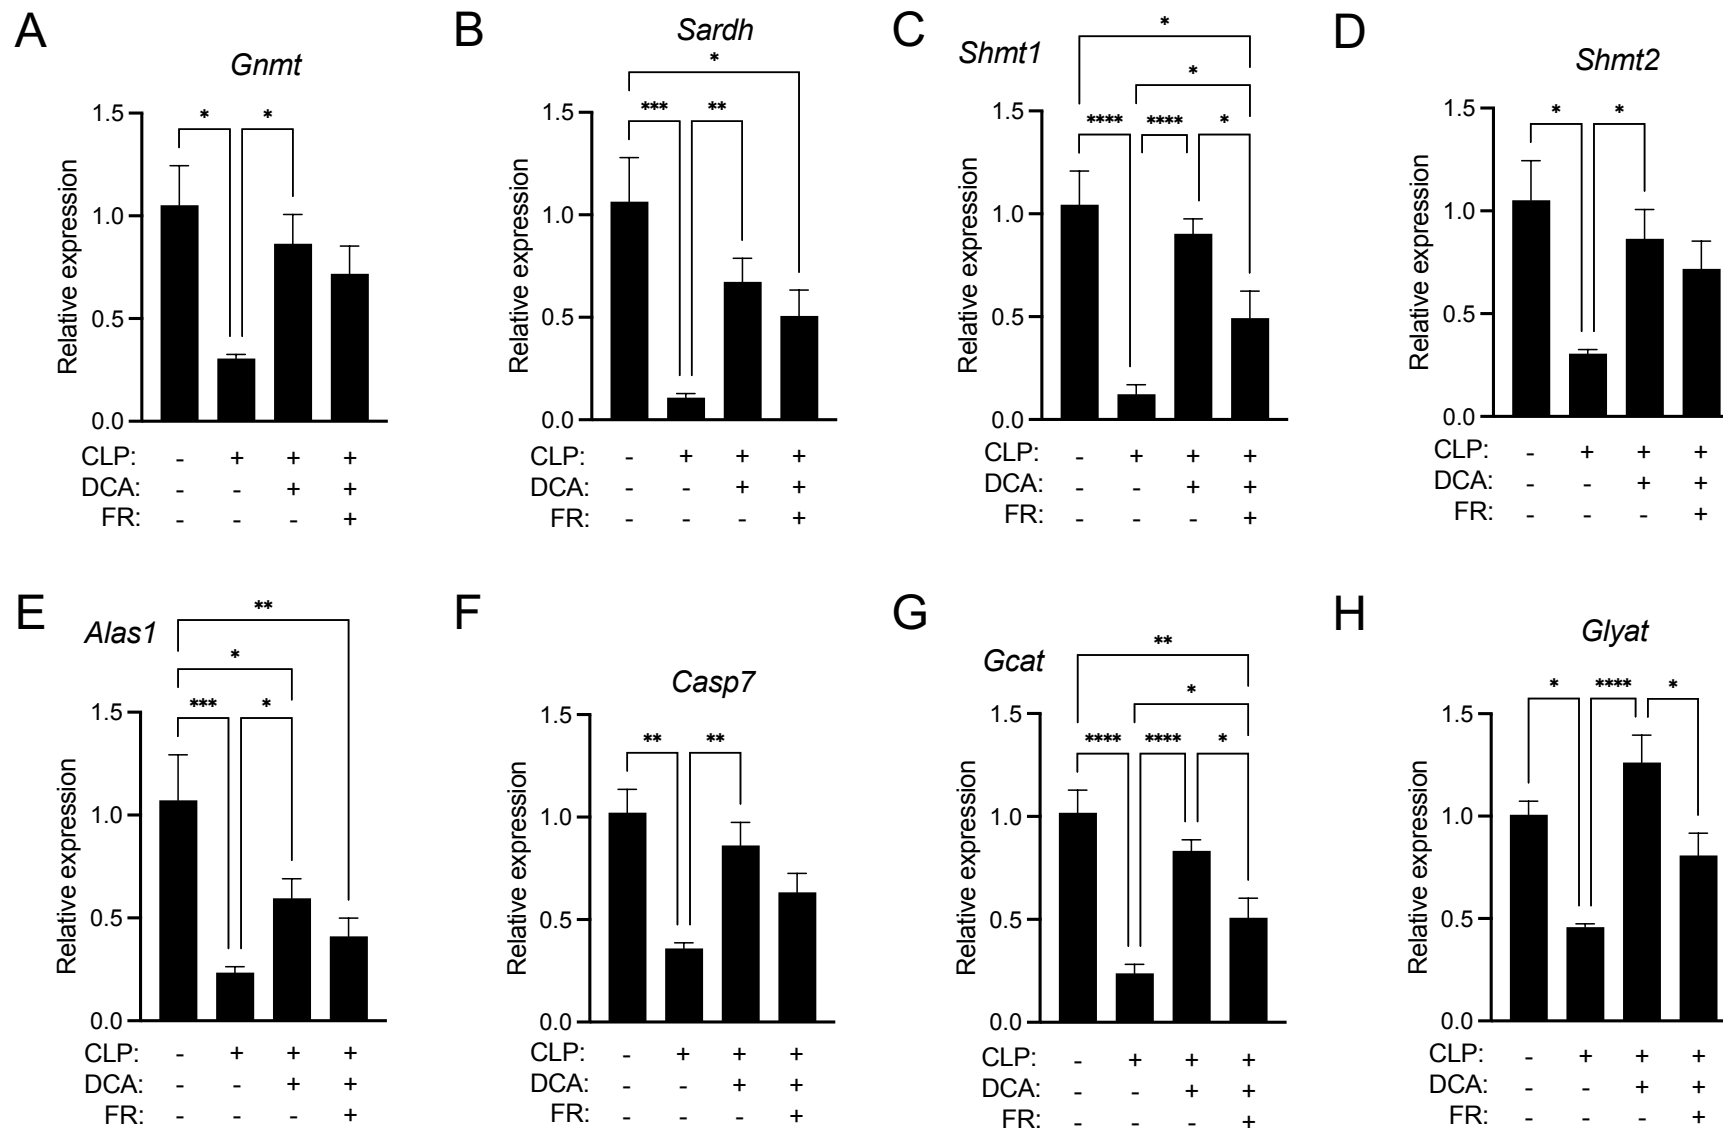 A
Gnmt
* *
Relative expression
1.5
1.0
0.5
0.0
CLP: - + + +
DCA: - - + +
FR: - - - +
B
Sardh
*
*** **
Relative expression
1.5
1.0
0.5
0.0
CLP: - + + +
DCA: - - + +
FR: - - - +
C
Shmt1
*
*
**** **** *
Relative expression
1.5
1.0
0.5
0.0
CLP: - + + +
DCA: - - + +
FR: - - - +
D
Shmt2
* *
Relative expression
1.5
1.0
0.5
0.0
CLP: - + + +
DCA: - - + +
FR: - - - +
E
Alas1
**
*
*** *
Relative expression
1.5
1.0
0.5
0.0
CLP: - + + +
DCA: - - + +
FR: - - - +
F
Casp7
** **
Relative expression
1.5
1.0
0.5
0.0
CLP: - + + +
DCA: - - + +
FR: - - - +
G
Gcat
**
*
**** **** *
Relative expression
1.5
1.0
0.5
0.0
CLP: - + + +
DCA: - - + +
FR: - - - +
H
Glyat
* **** *
Relative expression
1.5
1.0
0.5
0.0
CLP: - + + +
DCA: - - + +
FR: - - - +